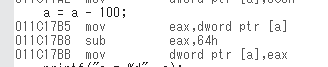 a = a - 100;
011C17B5 mov eax,dword ptr [a]
011C17B8 sub eax,64h
011C17BB mov dword ptr [a],eax